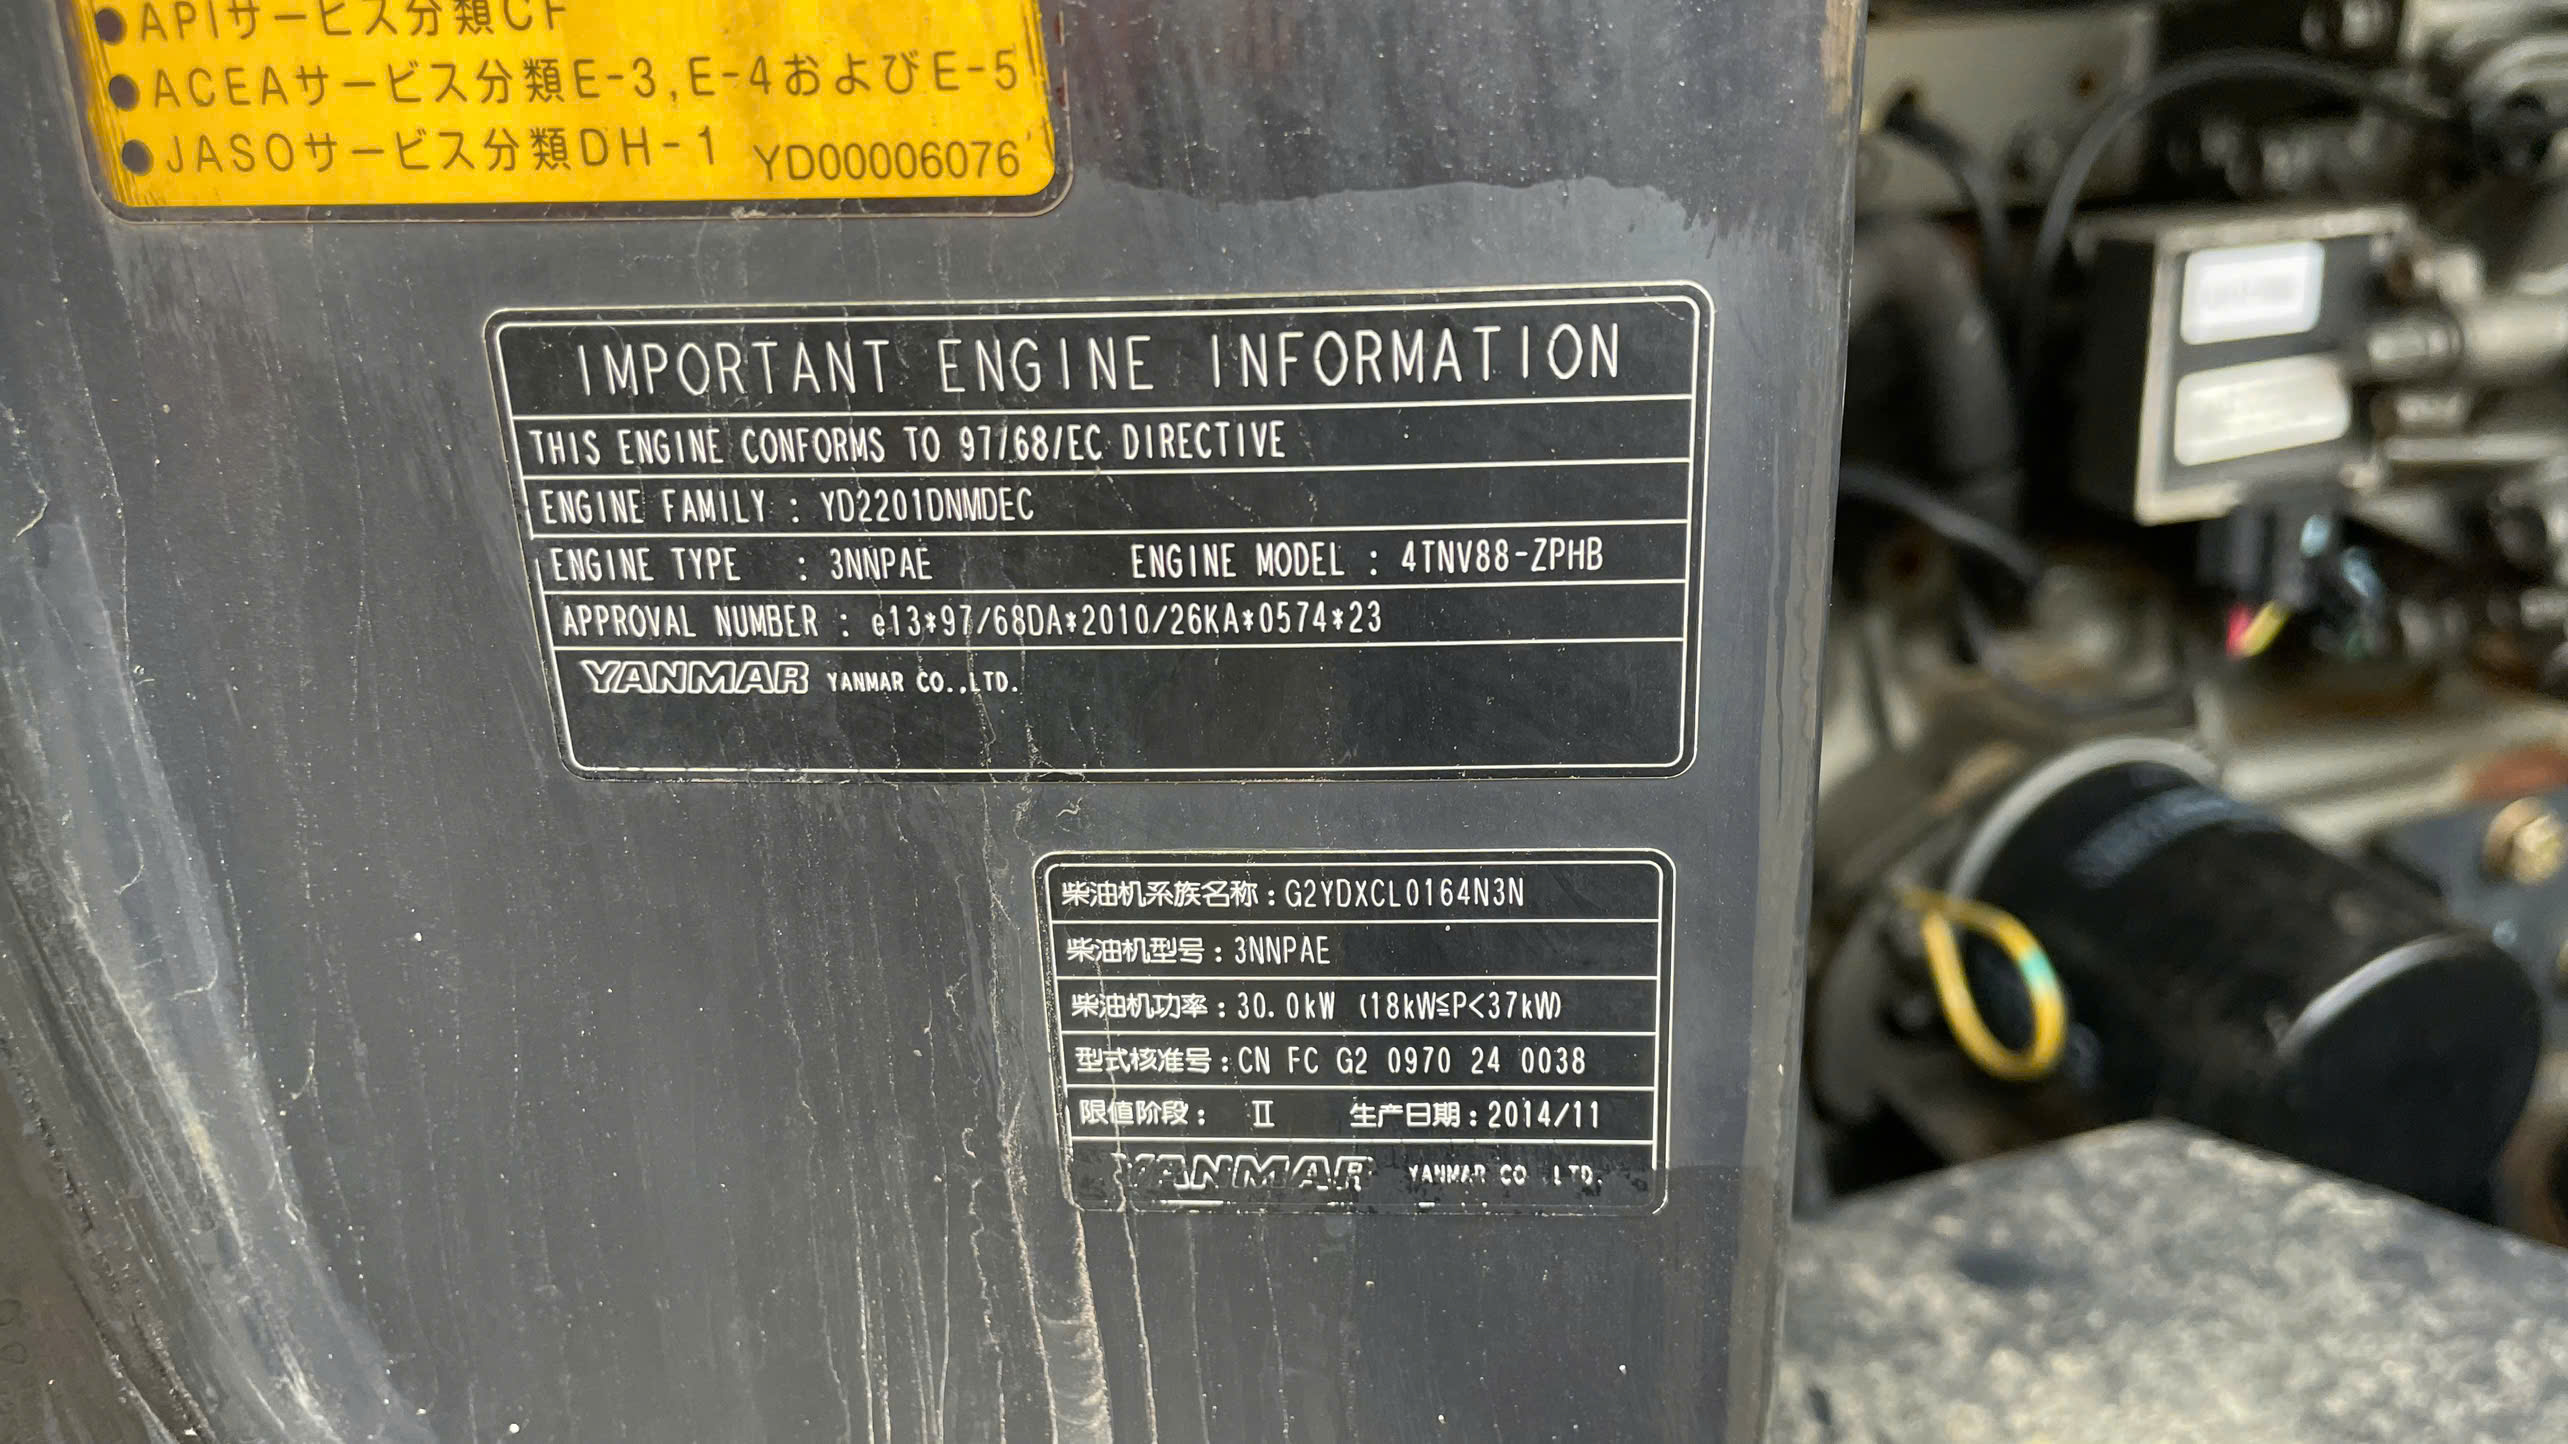 ●APIサービス分類CF
●ACEAサービス分類E-3,E-4およびE-5
●JASOサービス分類DH-1 YD00006076
IMPORTANT ENGINE INFORMATION
THIS ENGINE CONFORMS TO 97/68/EC DIRECTIVE
ENGINE FAMILY : YD2201DNMDEC
ENGINE TYPE : 3NNPAE ENGINE MODEL : 4TNV88-ZPHB
APPROVAL NUMBER : e13*97/68DA*2010/26KA*0574*23
YANMAR YANMAR CO.,LTD.
柴油机系族名称:G2YDXCL0164N3N
柴油机型号:3NNPAE
柴油机功率:30.0kW (18kW≦P<37kW)
型式核准号:CN FC G2 0970 24 0038
限值阶段: Ⅱ 生产日期:2014/11
YANMAR YANMAR CO LTD.